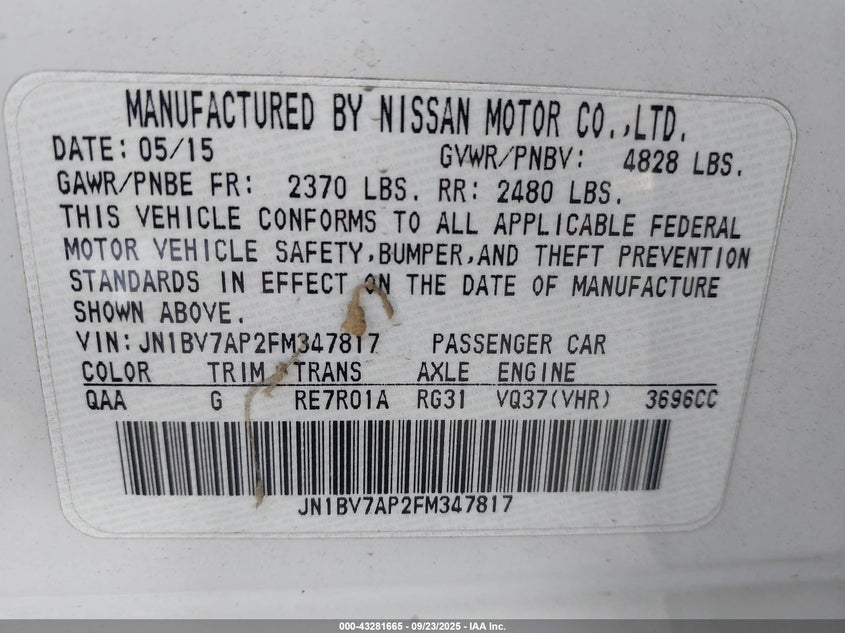 MANUFACTURED BY NISSAN MOTOR CO.,LTD.
DATE: 05/15 GVWR/PNBV: 4828 LBS.
GAWR/PNBE FR: 2370 LBS. RR: 2480 LBS.
THIS VEHICLE CONFORMS TO ALL APPLICABLE FEDERAL
MOTOR VEHICLE SAFETY,BUMPER,AND THEFT PREVENTION
STANDARDS IN EFFECT ON THE DATE OF MANUFACTURE
SHOWN ABOVE.
VIN:JN1BV7AP2FM347817 PASSENGER CAR
COLOR TRIM TRANS AXLE ENGINE
QAA G RE7R01A RG31 VQ37(VHR) 3696CC
JN1BV7AP2FM347817
000-43281665 - 09/23/2025 - IAA Inc.